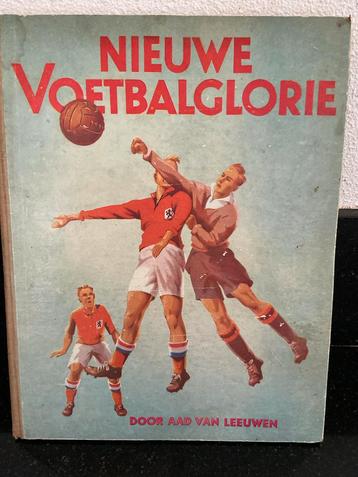 NIEUWE
VOETBALGLORIE
DOOR AAD VAN LEEUWEN